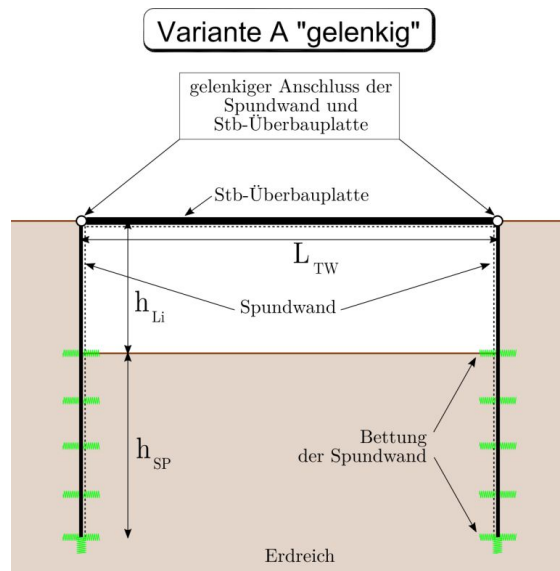 Variante A "gelenkig"
gelenkiger Anschluss der
Spundwand und
Stb-Überbauplatte
Stb-Überbauplatte
L TW
h Li
Spundwand
h SP
Bettung
der Spundwand
Erdreich